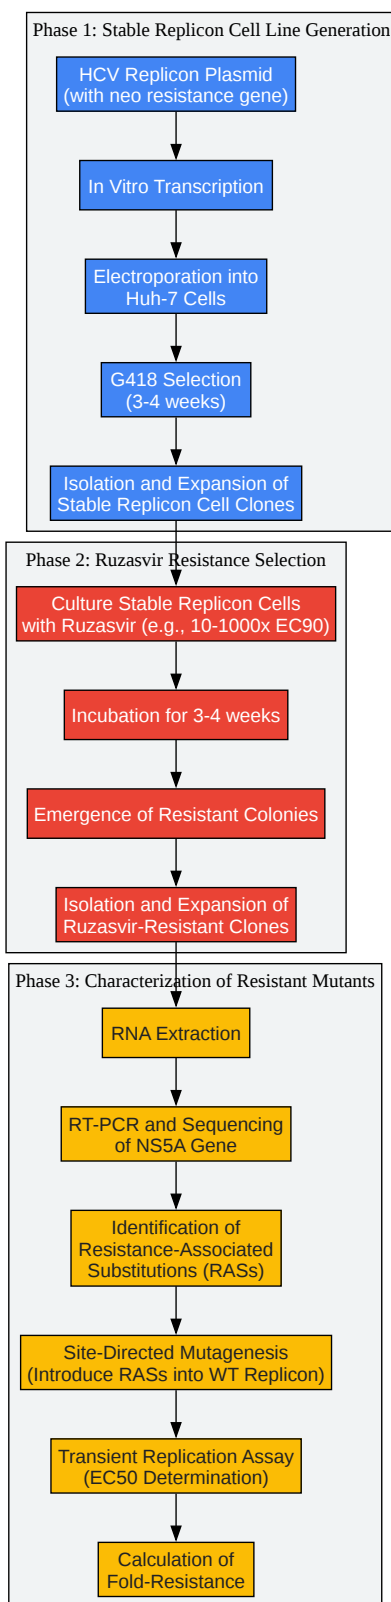 Phase 1: Stable Replicon Cell Line Generation
HCV Replicon Plasmid
(with neo resistance gene)
In Vitro Transcription
Electroporation into
Huh-7 Cells
G418 Selection
(3-4 weeks)
Isolation and Expansion of
Stable Replicon Cell Clones
Phase 2: Ruzasvir Resistance Selection
Culture Stable Replicon Cells
with Ruzasvir (e.g., 10-1000x EC90)
Incubation for 3-4 weeks
Emergence of Resistant Colonies
Isolation and Expansion of
Ruzasvir-Resistant Clones
Phase 3: Characterization of Resistant Mutants
RNA Extraction
RT-PCR and Sequencing
of NS5A Gene
Identification of
Resistance-Associated
Substitutions (RASs)
Site-Directed Mutagenesis
(Introduce RASs into WT Replicon)
Transient Replication Assay
(EC50 Determination)
Calculation of
Fold-Resistance